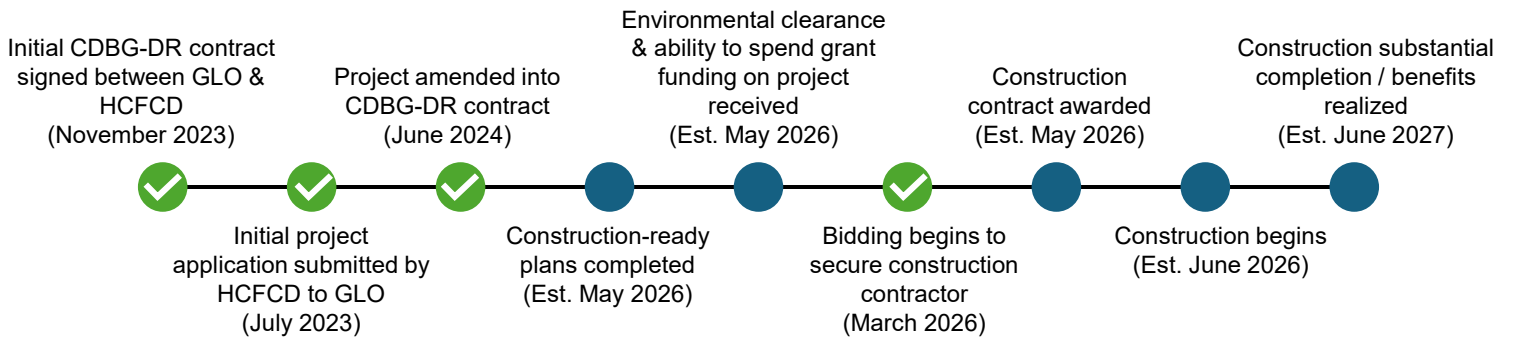 Initial CDBG-DR contract
signed between GLO &
HCFCD
(November 2023)
Initial project
application submitted by
HCFCD to GLO
(July 2023)
Project amended into
CDBG-DR contract
(June 2024)
Construction-ready
plans completed
(Est. May 2026)
Environmental clearance
& ability to spend grant
funding on project
received
(Est. May 2026)
Bidding begins to
secure construction
contractor
(March 2026)
Construction
contract awarded
(Est. May 2026)
Construction begins
(Est. June 2026)
Construction substantial
completion / benefits
realized
(Est. June 2027)